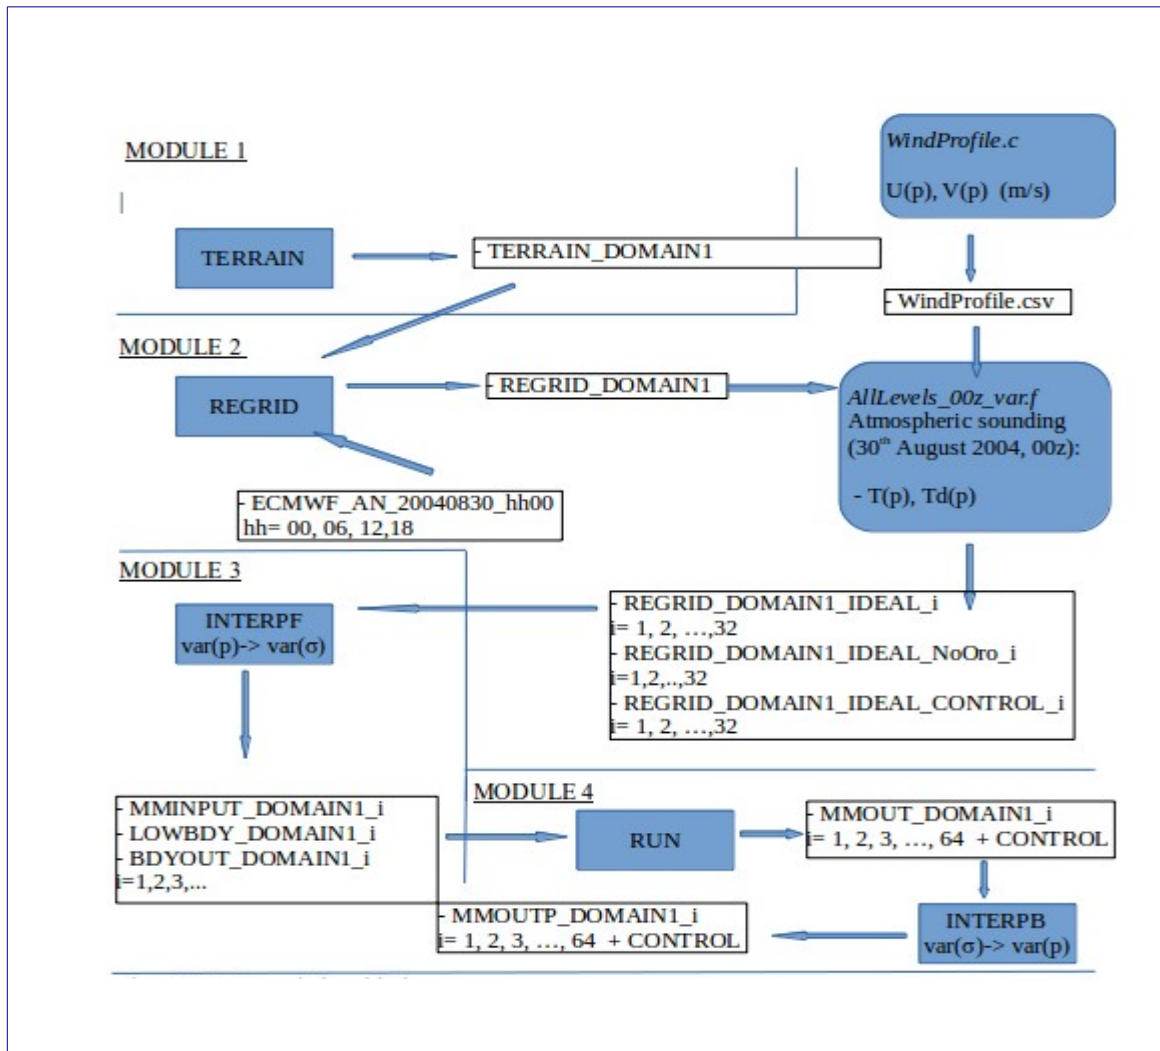 MODULE 1
WindProfile.c
U(p), V(p) (m/s)
TERRAIN
- TERRAIN_DOMAIN1
- WindProfile.csv
MODULE 2
REGRID
- REGRID_DOMAIN1
AllLevels_00z_var.f
Atmospheric sounding
(30th August 2004, 00z):
- T(p), Td(p)
- ECMWF_AN_20040830_hh00
hh= 00, 06, 12,18
MODULE 3
INTERPF
var(p)-> var(σ)
- REGRID_DOMAIN1_IDEAL_i
i= 1, 2, …,32
- REGRID_DOMAIN1_IDEAL_NoOro_i
i=1,2,..,32
- REGRID_DOMAIN1_IDEAL_CONTROL_i
i= 1, 2, …,32
- MMINPUT_DOMAIN1_i
- LOWBDY_DOMAIN1_i
- BDYOUT_DOMAIN1_i
i=1,2,3,...
MODULE 4
RUN
- MMOUT_DOMAIN1_i
i= 1, 2, 3, …, 64 + CONTROL
INTERPB
var(σ)-> var(p)
- MMOUTP_DOMAIN1_i
i= 1, 2, 3, …, 64 + CONTROL